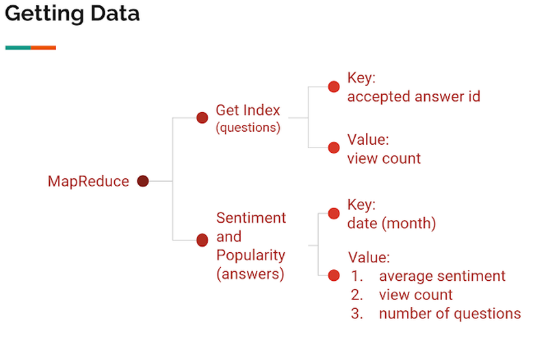 Getting Data
MapReduce
Get Index
(questions)
Key:
accepted answer id
Value:
view count
Sentiment
and
Popularity
(answers)
Key:
date (month)
Value:
1. average sentiment
2. view count
3. number of questions